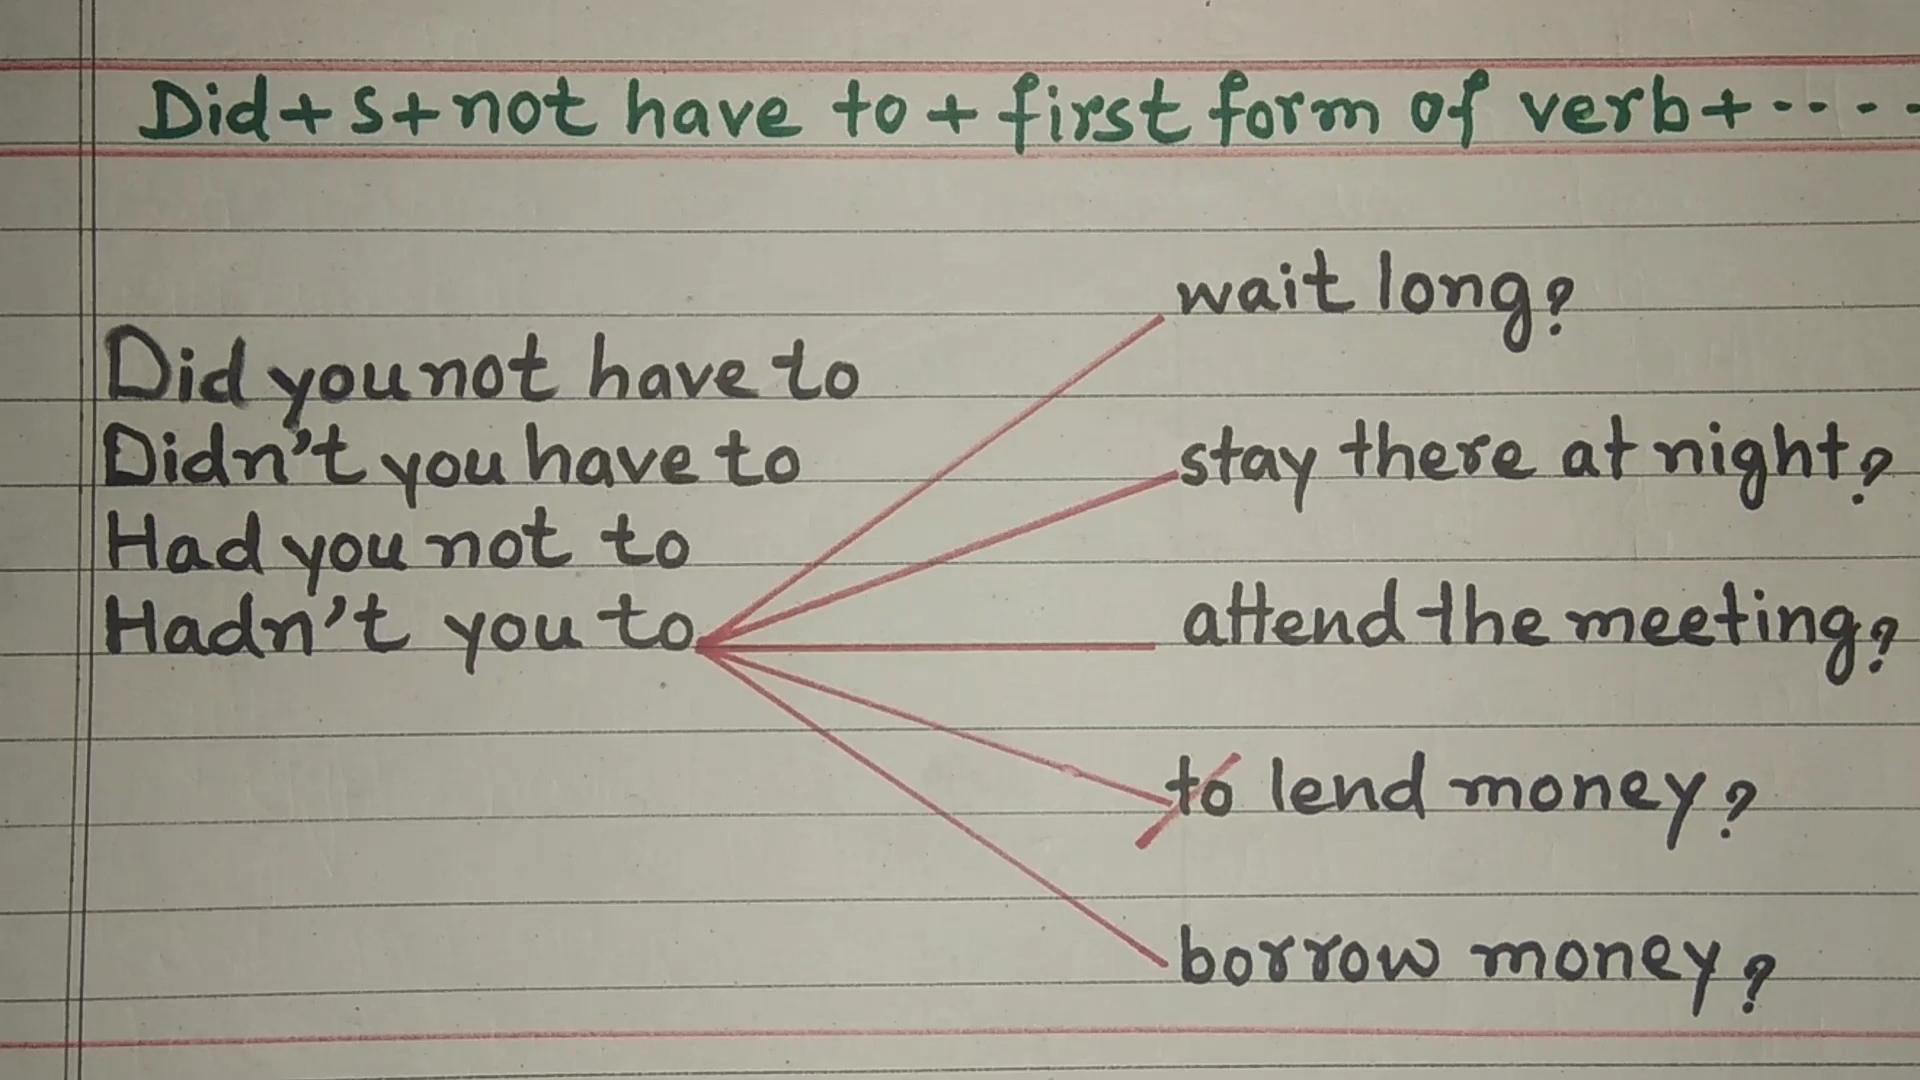 Did+s+not have to + first form of verb+.....
Did you not have to
Didn't you have to
Had you not to
Hadn't you to
wait long?
stay there at night?
attend the meeting?
to lend money?
borrow money?